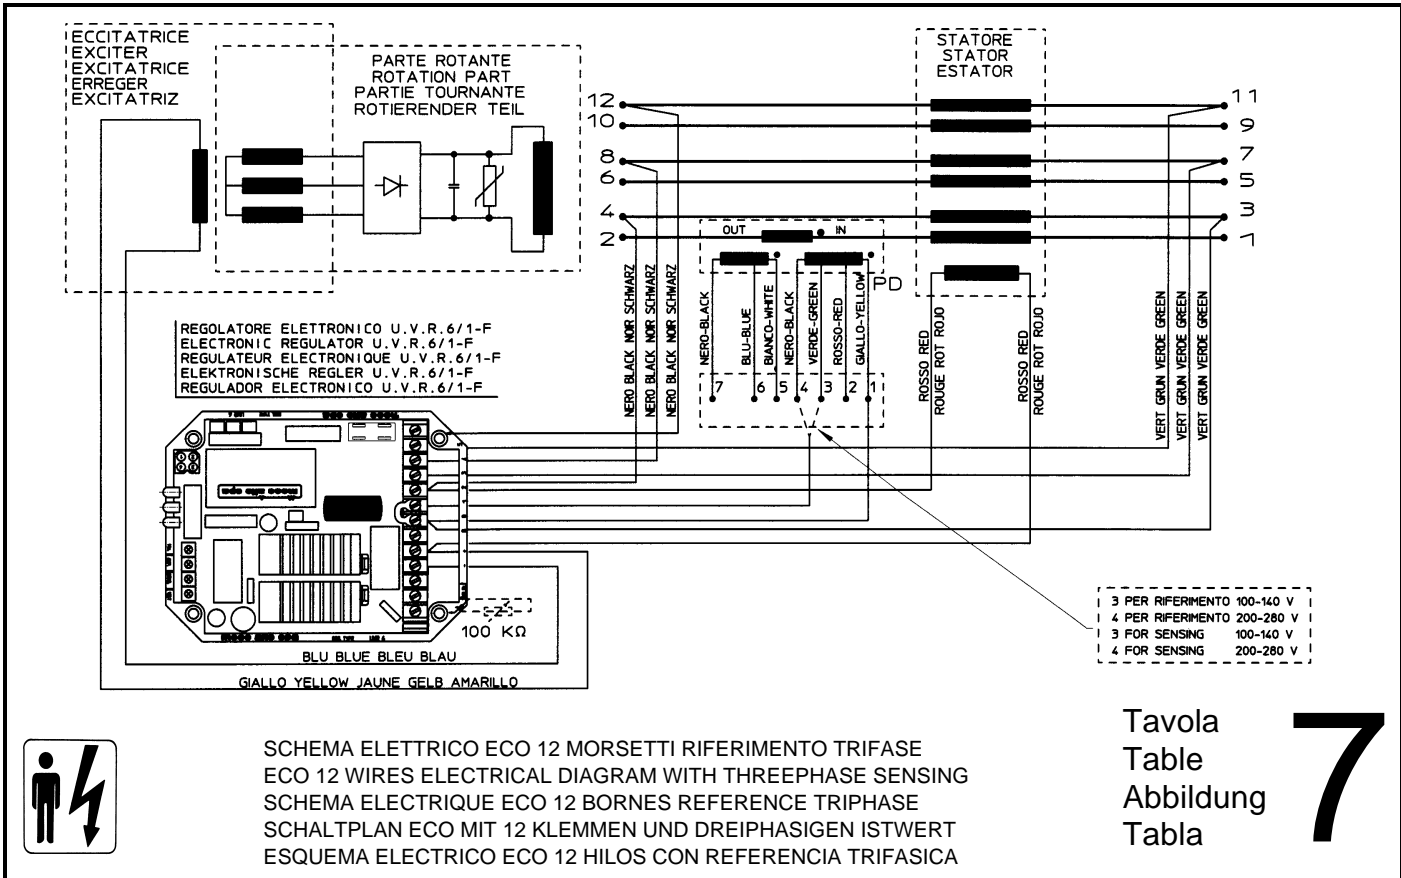 ECCITATRICE
EXCITER
EXCITATRICE
ERREGER
EXCITATRIZ
PARTE ROTANTE
ROTATION PART
PARTIE TOURNANTE
ROTIERENDER TEIL
STATORE
STATOR
ESTATOR
12
10
8
6
4
2
11
9
7
5
3
1
OUT
IN
PD
NERO BLACK NOIR SCHWARZ
NERO BLACK NOIR SCHWARZ
NERO BLACK NOIR SCHWARZ
NERO-BLACK
BLU-BLUE
BIANCO-WHITE
NERO-BLACK
VERDE-GREEN
ROSSO-RED
GIALLO-YELLOW
7 6 5 4 3 2 1
ROSSO RED
ROUGE ROT ROJO
ROSSO RED
ROUGE ROT ROJO
VERT GRUN VERDE GREEN
VERT GRUN VERDE GREEN
VERT GRUN VERDE GREEN
REGOLATORE ELETTRONICO U.V.R.6/1-F
ELECTRONIC REGULATOR U.V.R.6/1-F
REGULATEUR ELECTRONIQUE U.V.R.6/1-F
ELEKTRONISCHE REGLER U.V.R.6/1-F
REGULADOR ELECTRONICO U.V.R.6/1-F
100 KΩ
BLU BLUE BLEU BLAU
GIALLO YELLOW JAUNE GELB AMARILLO
3 PER RIFERIMENTO 100-140 V
4 PER RIFERIMENTO 200-280 V
3 FOR SENSING 100-140 V
4 FOR SENSING 200-280 V
SCHEMA ELETTRICO ECO 12 MORSETTI RIFERIMENTO TRIFASE
ECO 12 WIRES ELECTRICAL DIAGRAM WITH THREEPHASE SENSING
SCHEMA ELECTRIQUE ECO 12 BORNES REFERENCE TRIPHASE
SCHALTPLAN ECO MIT 12 KLEMMEN UND DREIPHASIGEN ISTWERT
ESQUEMA ELECTRICO ECO 12 HILOS CON REFERENCIA TRIFASICA
Tavola
Table
Abbildung
Tabla
7